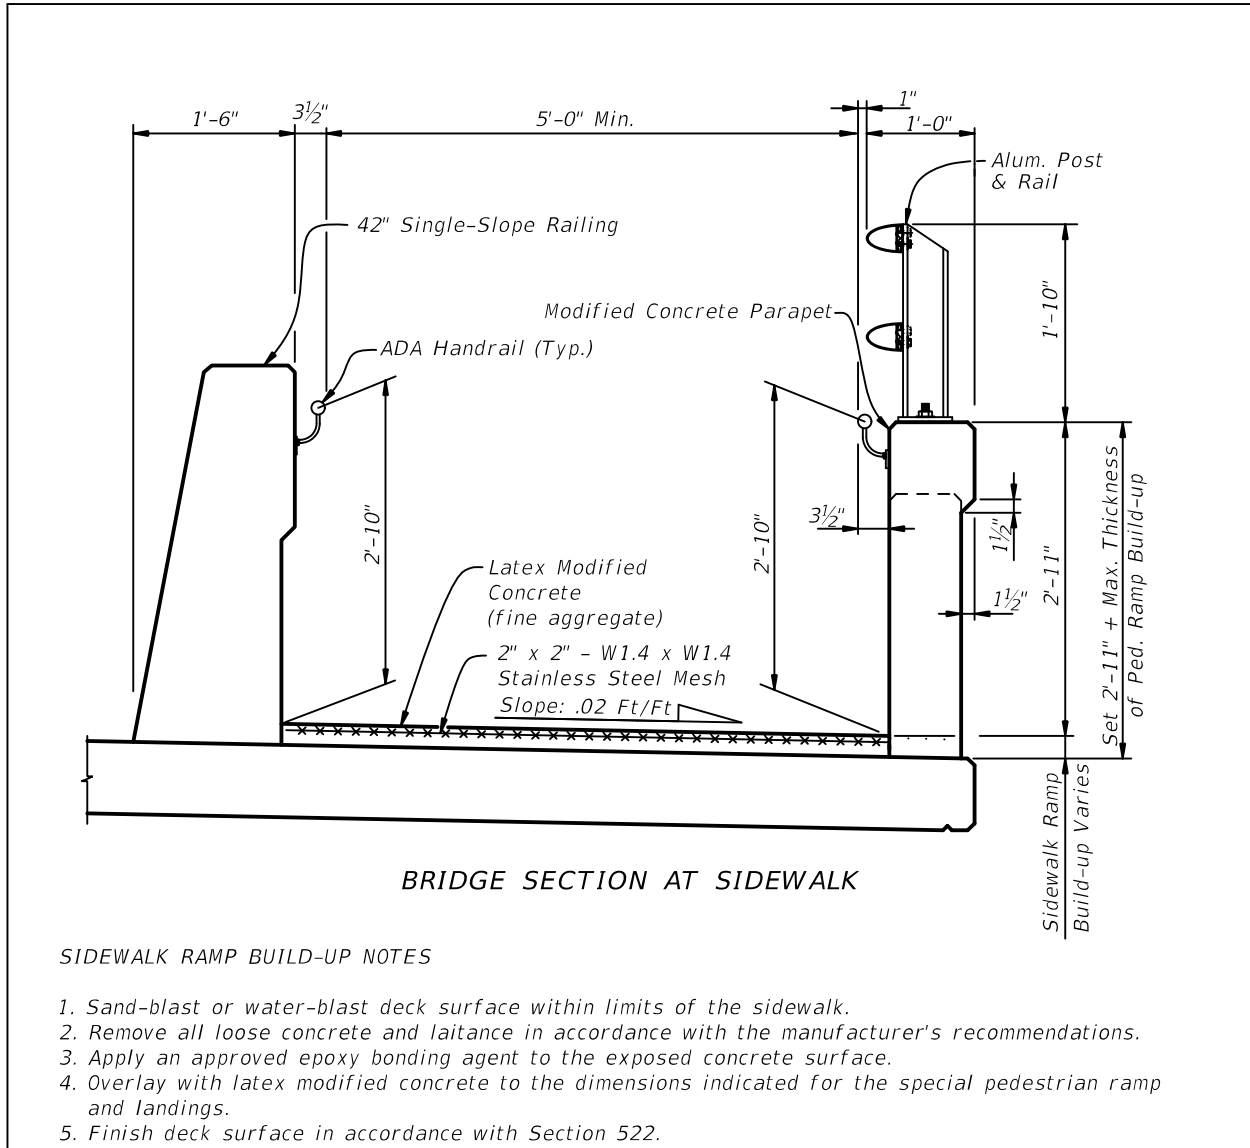 1'-6"
3½"
5'-0" Min.
1"
1'-0"
Alum. Post
& Rail
42" Single-Slope Railing
1'-10"
Modified Concrete Parapet
ADA Handrail (Typ.)
2'-10"
2'-10"
3½"
1½"
1½"
2'-11"
Set 2'-11" + Max. Thickness
of Ped. Ramp Build-up
Latex Modified
Concrete
(fine aggregate)
2" x 2" - W1.4 x W1.4
Stainless Steel Mesh
Slope: .02 Ft/Ft
Sidewalk Ramp
Build-up Varies
BRIDGE SECTION AT SIDEWALK
SIDEWALK RAMP BUILD-UP NOTES
1. Sand-blast or water-blast deck surface within limits of the sidewalk.
2. Remove all loose concrete and laitance in accordance with the manufacturer's recommendations.
3. Apply an approved epoxy bonding agent to the exposed concrete surface.
4. Overlay with latex modified concrete to the dimensions indicated for the special pedestrian ramp
and landings.
5. Finish deck surface in accordance with Section 522.